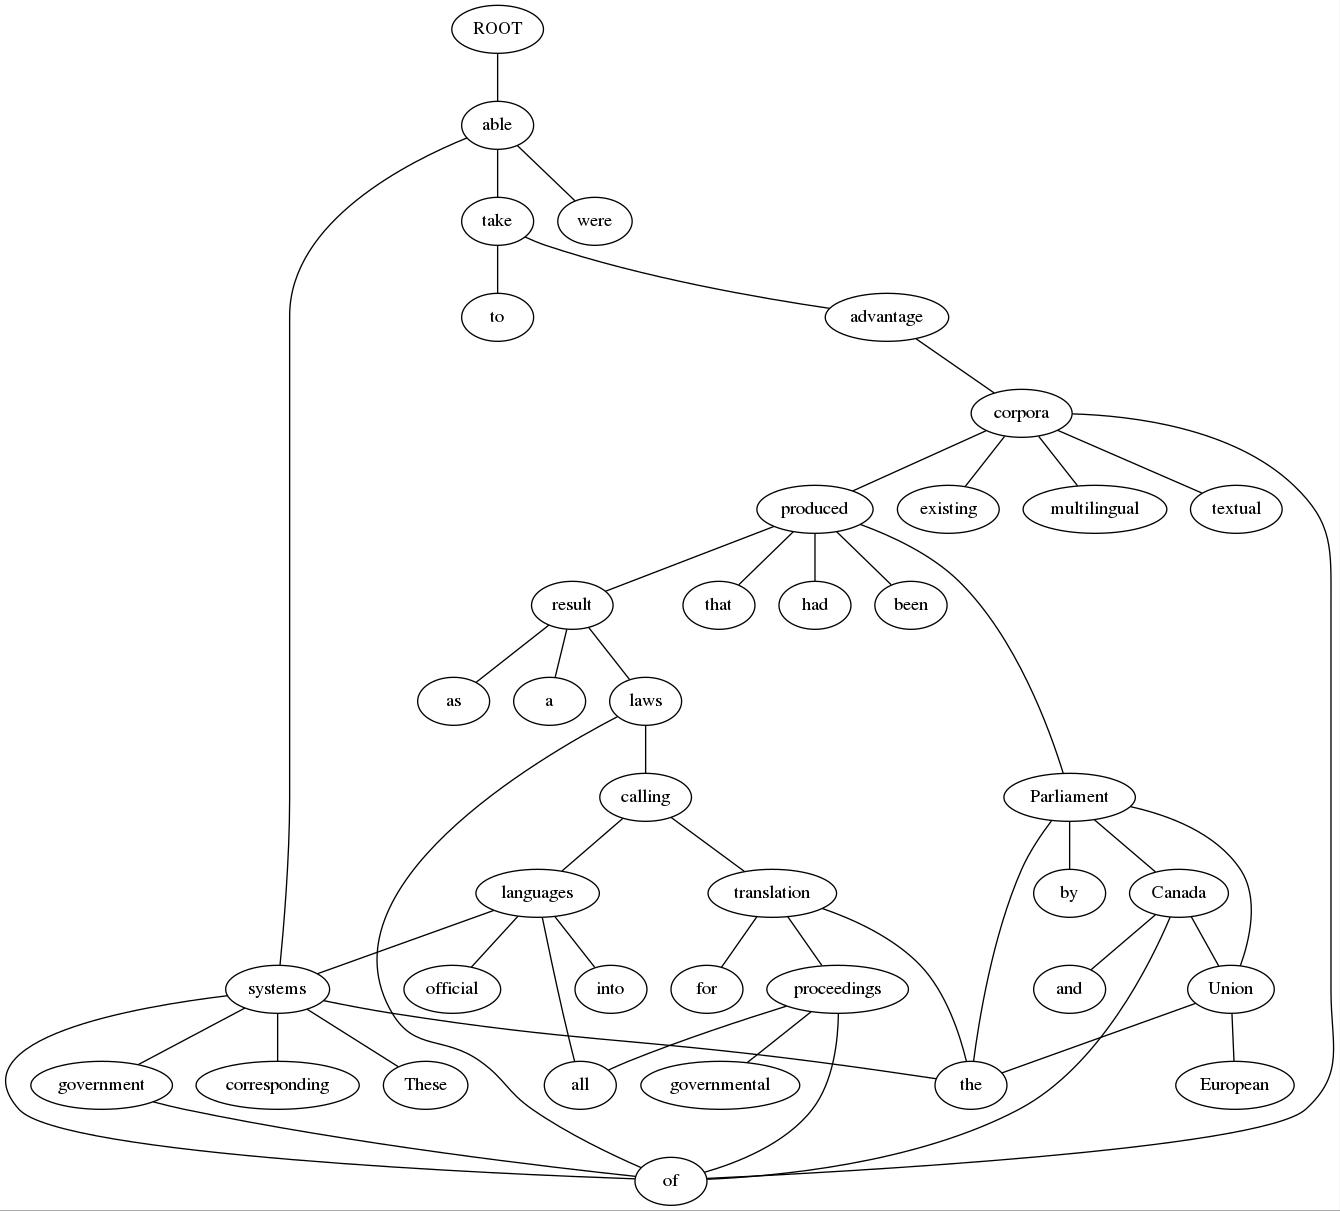 ROOT
able
take were
to advantage
corpora
produced existing multilingual textual
result that had been
as a laws
calling Parliament
languages translation by Canada
systems official into for proceedings and Union
government corresponding These all governmental the European
of